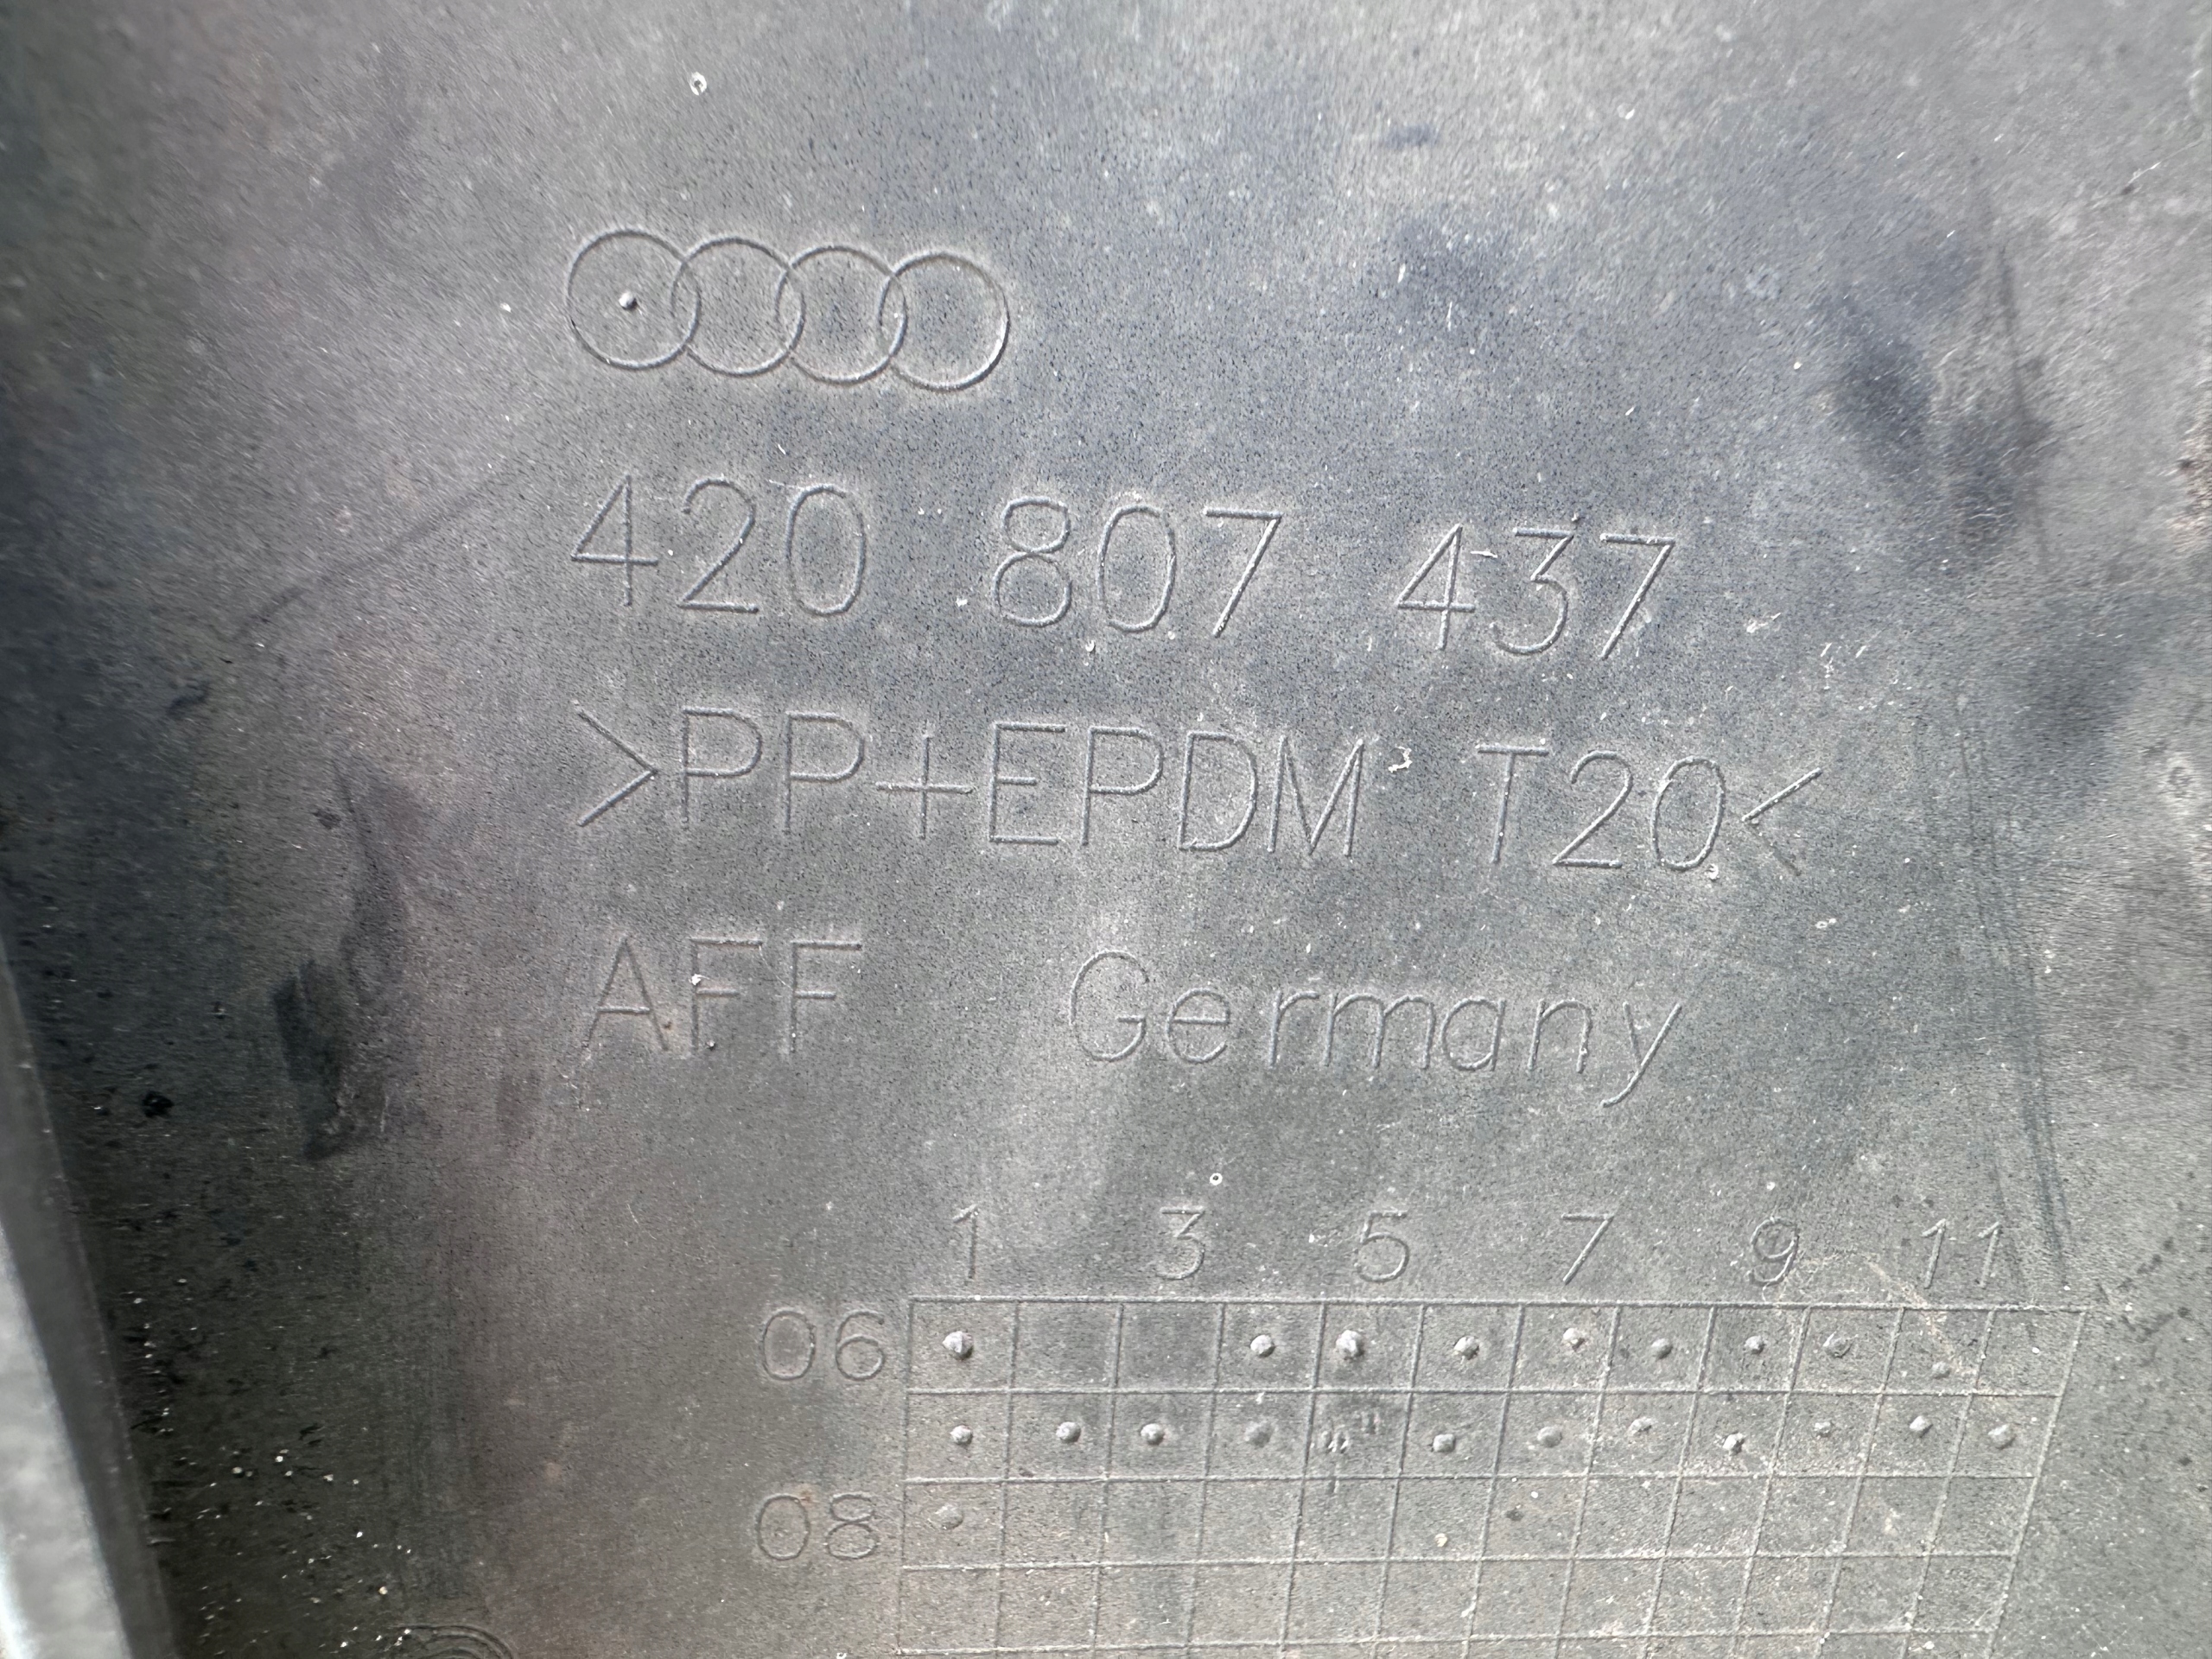 420 807 437
>PP+EPDM T20<
AFF Germany
1 3 5 7 9 11
06
08